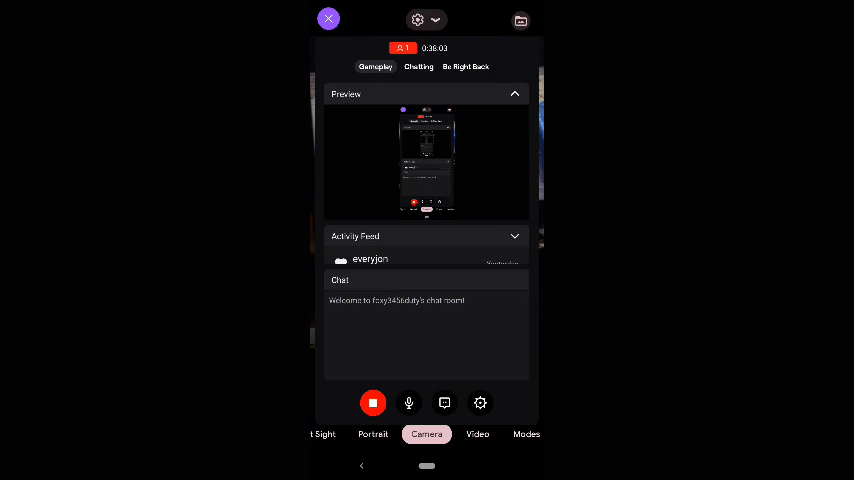 1 0:38:03
Gameplay Chatting Be Right Back
Preview
Activity Feed
everyjon
Chat
Welcome to foxy3456duty's chat room!
t Sight Portrait Camera Video Modes